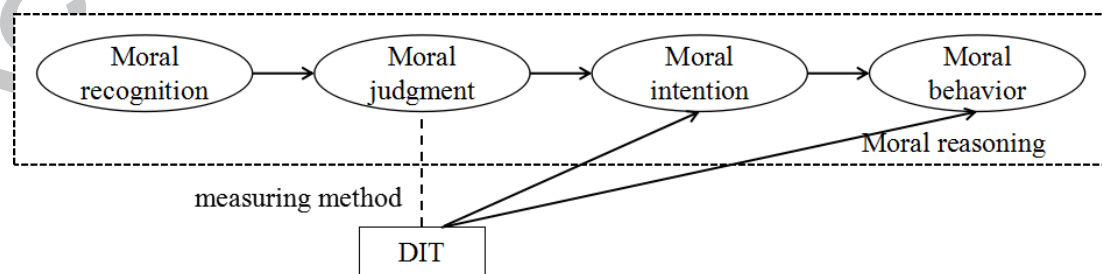 Moral
recognition
Moral
judgment
Moral
intention
Moral
behavior
Moral reasoning
measuring method
DIT